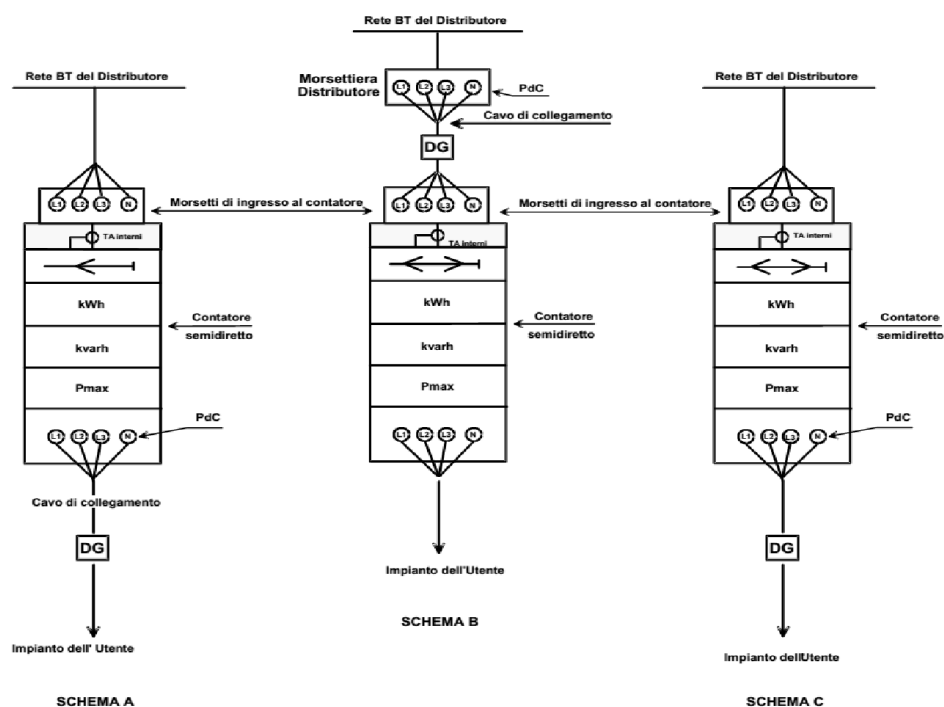 Rete BT del Distributore
Morsettiera
Distributore
L1 L2 L3 N
PdC
Cavo di collegamento
DG
Rete BT del Distributore
L1 L2 L3 N
Morsetti di ingresso al contatore
TA interni
kWh
kvarh
Pmax
Contatore
semidiretto
PdC
L1 L2 L3 N
Cavo di collegamento
DG
Impianto dell' Utente
SCHEMA A
L1 L2 L3 N
TA interni
kWh
kvarh
Pmax
Contatore
semidiretto
L1 L2 L3 N
Impianto dell'Utente
SCHEMA B
Rete BT del Distributore
Morsetti di ingresso al contatore
L1 L2 L3 N
TA interni
kWh
kvarh
Pmax
Contatore
semidiretto
PdC
L1 L2 L3 N
DG
Impianto dell'Utente
SCHEMA C